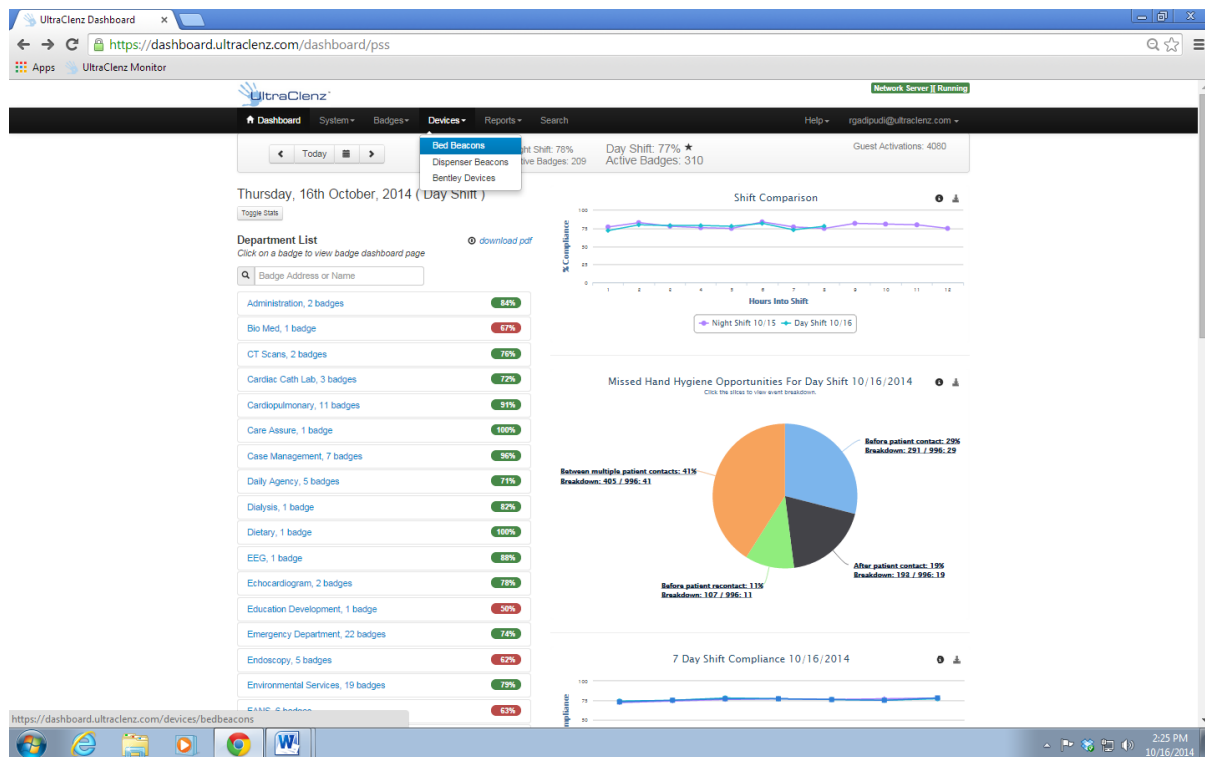 UltraClenz Dashboard
https://dashboard.ultraclenz.com/dashboard/pss
Apps UltraClenz Monitor
UltraClenz
Network Server Running
Dashboard System Badges Devices Reports Search Help rgadipudi@ultraclenz.com
Bed Beacons
Dispenser Beacons
Bentley Devices
Today
Shift: 78%
Badges: 209
Day Shift: 77% ★
Active Badges: 310
Guest Activations: 4080
Thursday, 16th October, 2014 ( Day Shift )
Toggle Stats
Department List
download pdf
Click on a badge to view badge dashboard page
Badge Address or Name
Administration, 2 badges 84%
Bio Med, 1 badge 67%
CT Scans, 2 badges 76%
Cardiac Cath Lab, 3 badges 72%
Cardiopulmonary, 11 badges 91%
Care Assure, 1 badge 100%
Case Management, 7 badges 96%
Daily Agency, 5 badges 71%
Dialysis, 1 badge 82%
Dietary, 1 badge 100%
EEG, 1 badge 88%
Echocardiogram, 2 badges 78%
Education Development, 1 badge 50%
Emergency Department, 22 badges 74%
Endoscopy, 5 badges 62%
Environmental Services, 19 badges 79%
63%
Shift Comparison
% Compliance
100
75
50
25
0
1 2 3 4 5 6 7 8 9 10 11 12
Hours Into Shift
Night Shift 10/15 Day Shift 10/16
Missed Hand Hygiene Opportunities For Day Shift 10/16/2014
Click the slices to view event breakdown.
Before patient contact: 29%
Breakdown: 291 / 996: 29
Between multiple patient contacts: 41%
Breakdown: 405 / 996: 41
After patient contact: 19%
Breakdown: 193 / 996: 19
Before patient recontact: 11%
Breakdown: 107 / 996: 11
7 Day Shift Compliance 10/16/2014
100
75
50
https://dashboard.ultraclenz.com/devices/bedbeacons
2:25 PM
10/16/2014